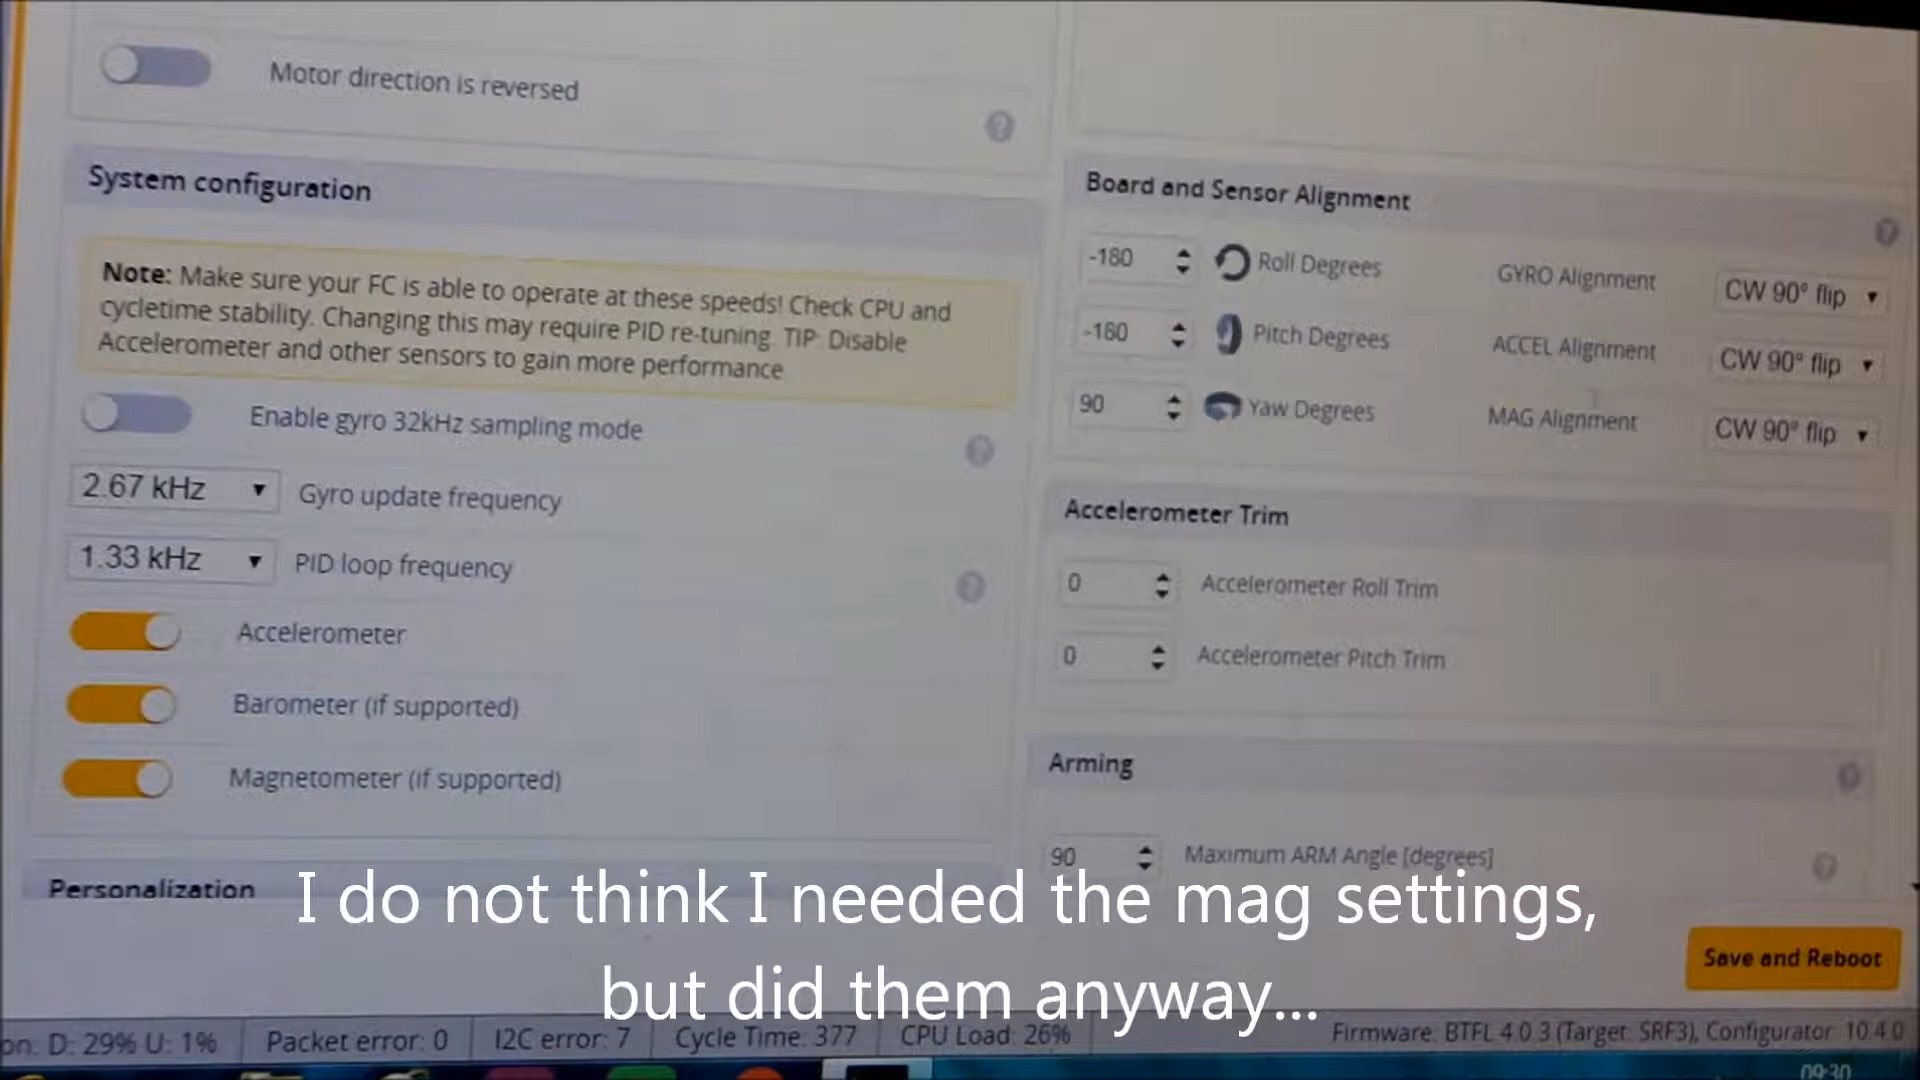 Motor direction is reversed
System configuration
Note: Make sure your FC is able to operate at these speeds! Check CPU and
cycletime stability. Changing this may require PID re-tuning. TIP: Disable
Accelerometer and other sensors to gain more performance
Enable gyro 32kHz sampling mode
2.67 kHz Gyro update frequency
1.33 kHz PID loop frequency
Accelerometer
Barometer (if supported)
Magnetometer (if supported)
Personalization
Board and Sensor Alignment
-180 Roll Degrees GYRO Alignment CW 90° flip
-180 Pitch Degrees ACCEL Alignment CW 90° flip
90 Yaw Degrees MAG Alignment CW 90° flip
Accelerometer Trim
0 Accelerometer Roll Trim
0 Accelerometer Pitch Trim
Arming
90 Maximum ARM Angle [degrees]
I do not think I needed the mag settings,
but did them anyway...
Save and Reboot
on: D: 29% U: 1% Packet error: 0 I2C error: 7 Cycle Time: 377 CPU Load: 26% Firmware: BTFL 4.0.3 (Target: SRF3), Configurator: 10.4.0
09:30